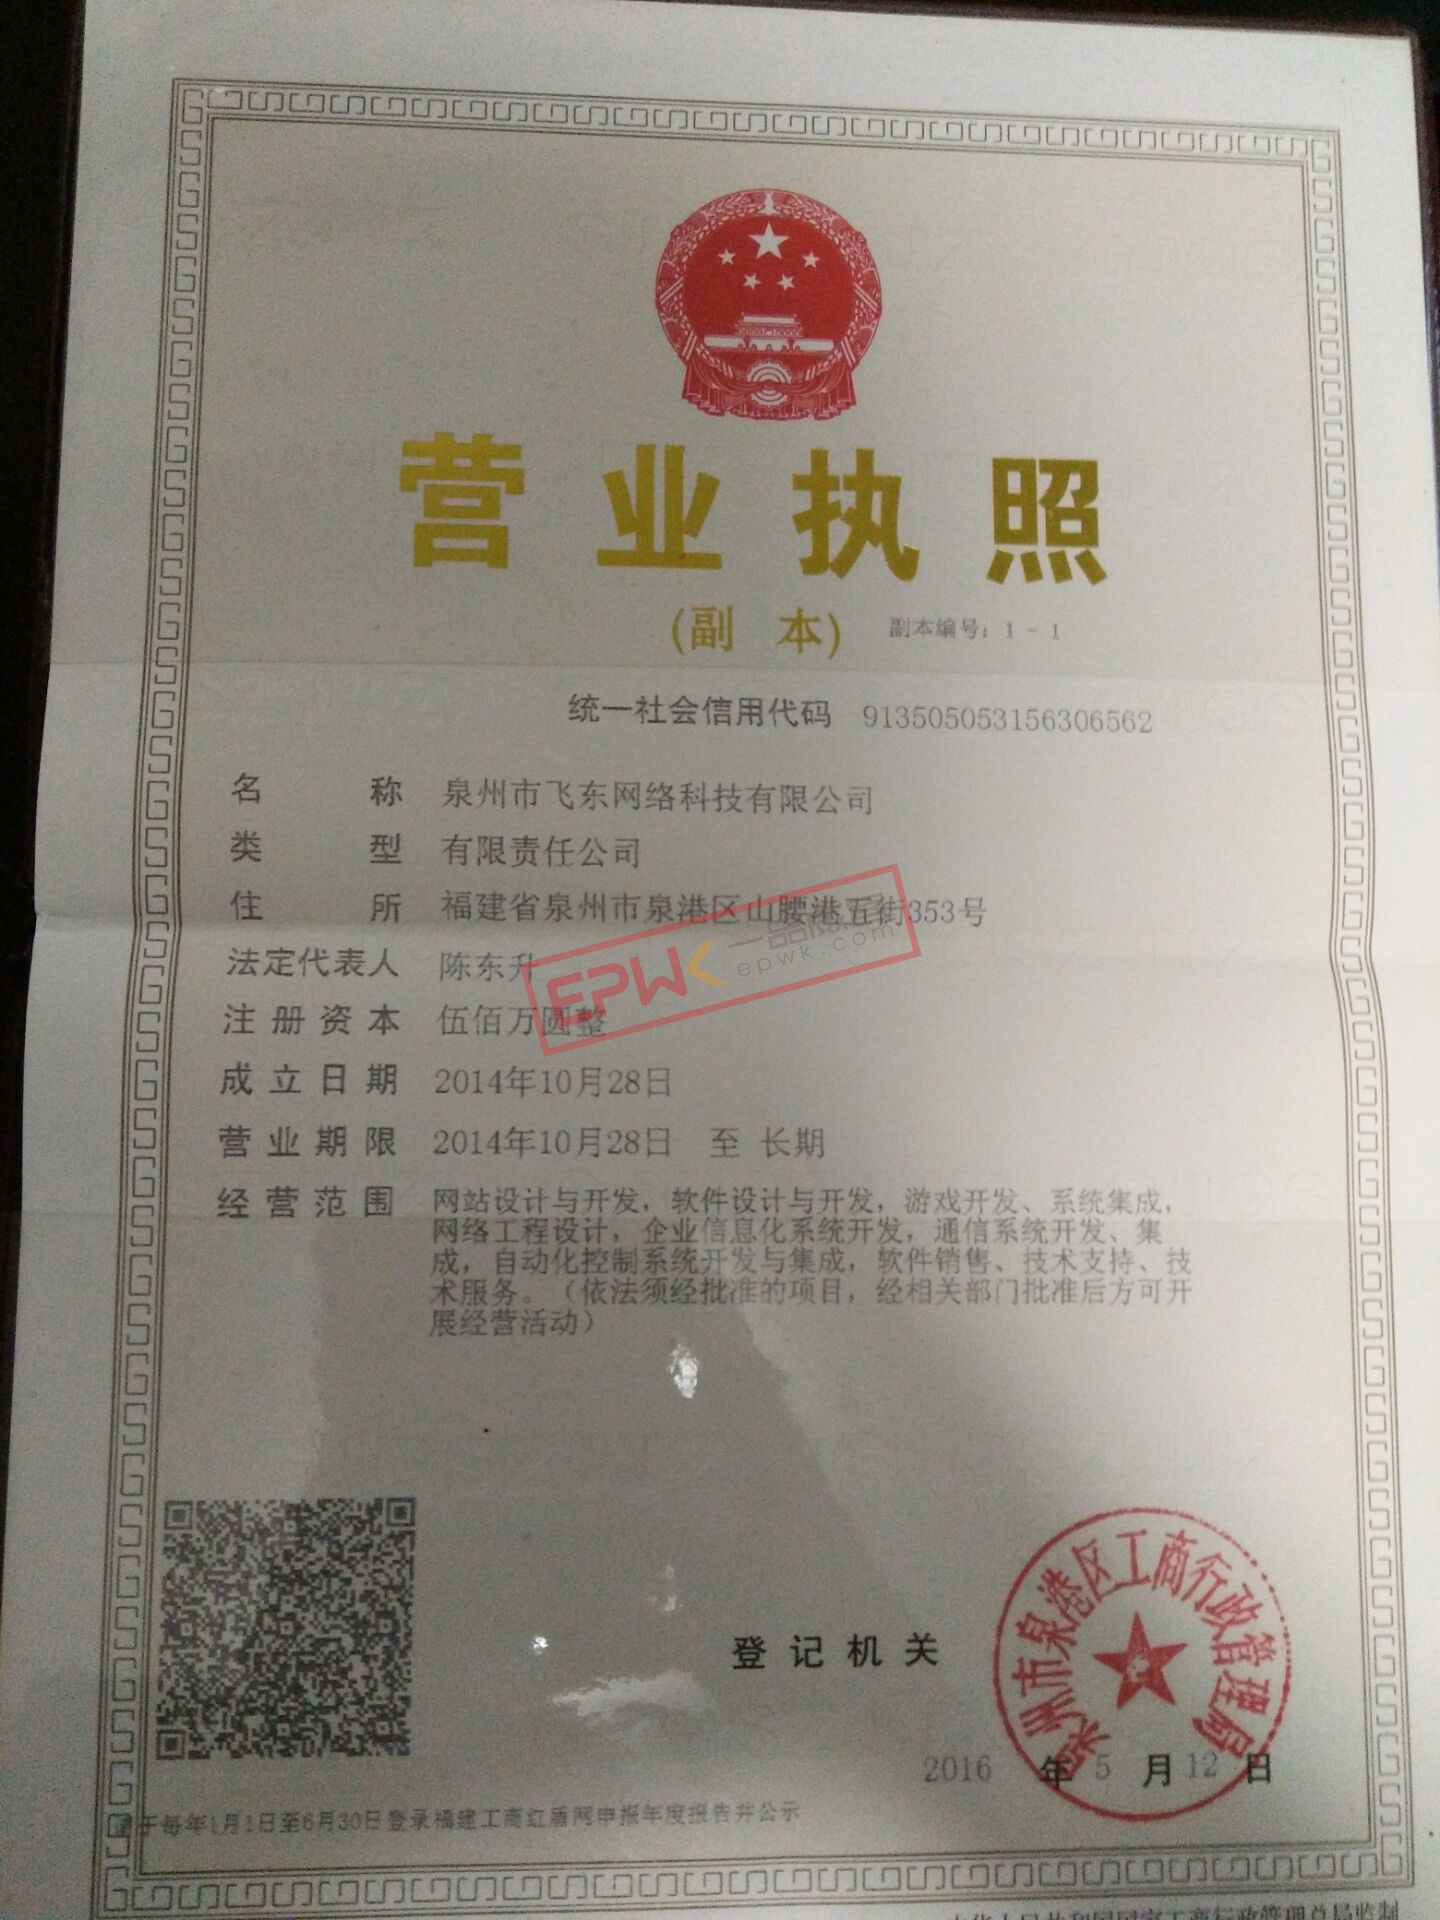 营业执照
(副 本) 副本编号：1－1
统一社会信用代码 913505053156306562
名称 泉州市飞东网络科技有限公司
类型 有限责任公司
住所 福建省泉州市泉港区山腰港五街353号
法定代表人 陈东升
注册资本 伍佰万圆整
成立日期 2014年10月28日
营业期限 2014年10月28日 至 长期
经营范围 网站设计与开发，软件设计与开发，游戏开发、系统集成，
网络工程设计，企业信息化系统开发，通信系统开发、集
成，自动化控制系统开发与集成，软件销售、技术支持、技
术服务。（依法须经批准的项目，经相关部门批准后方可开
展经营活动）
EPWK
epwk.com
登记机关
泉州市泉港区工商行政管理局
2016 年 5 月 12 日
于每年1月1日至6月30日登录福建工商红盾网申报年度报告并公示
中华人民共和国国家工商行政管理总局监制